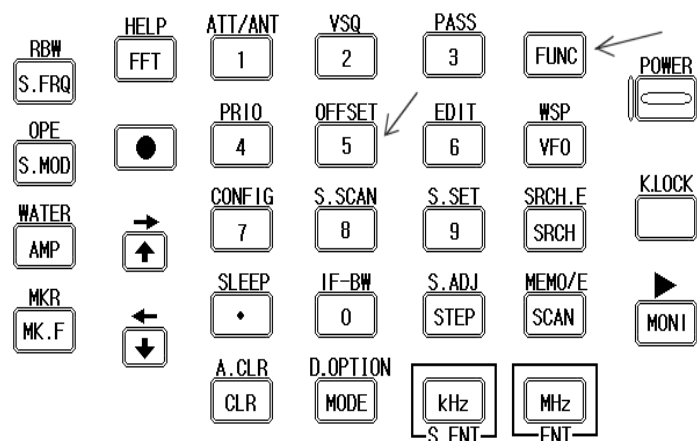 HELP ATT/ANT VSQ PASS
RBW FFT 1 2 3 FUNC POWER
S.FRQ
PRIO OFFSET EDIT WSP
OPE 4 5 6 VFO
S.MOD
CONFIG S.SCAN S.SET SRCH.E K.LOCK
WATER 7 8 9 SRCH
AMP
SLEEP IF-BW S.ADJ MEMO/E
MKR . 0 STEP SCAN MONI
MK.F
A.CLR D.OPTION
CLR MODE kHz MHz
S.ENT ENT